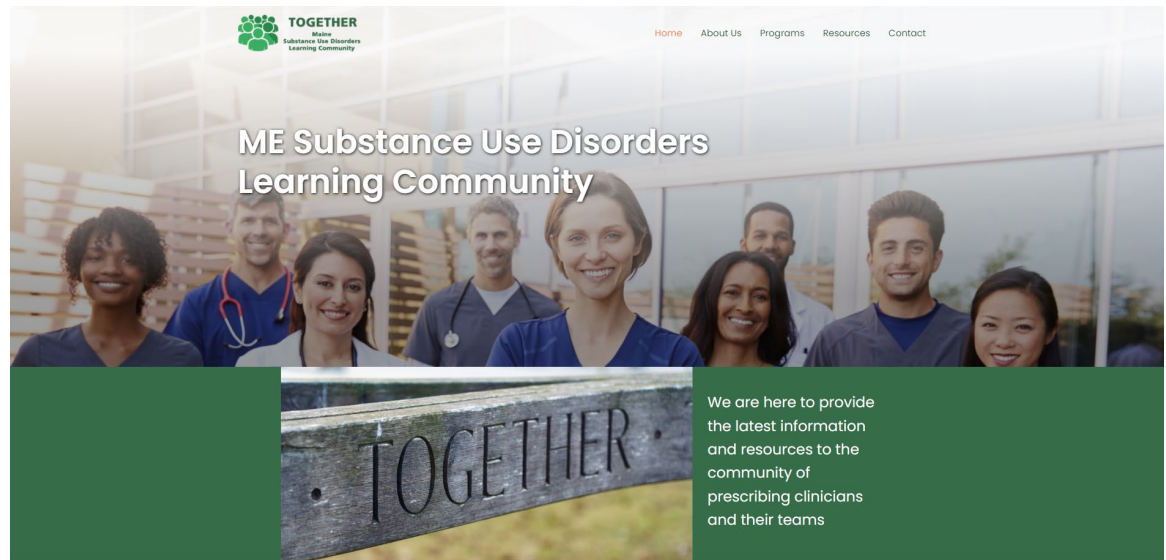 TOGETHER
Maine
Substance Use Disorders
Learning Community
Home About Us Programs Resources Contact
ME Substance Use Disorders
Learning Community
TOGETHER
We are here to provide
the latest information
and resources to the
community of
prescribing clinicians
and their teams